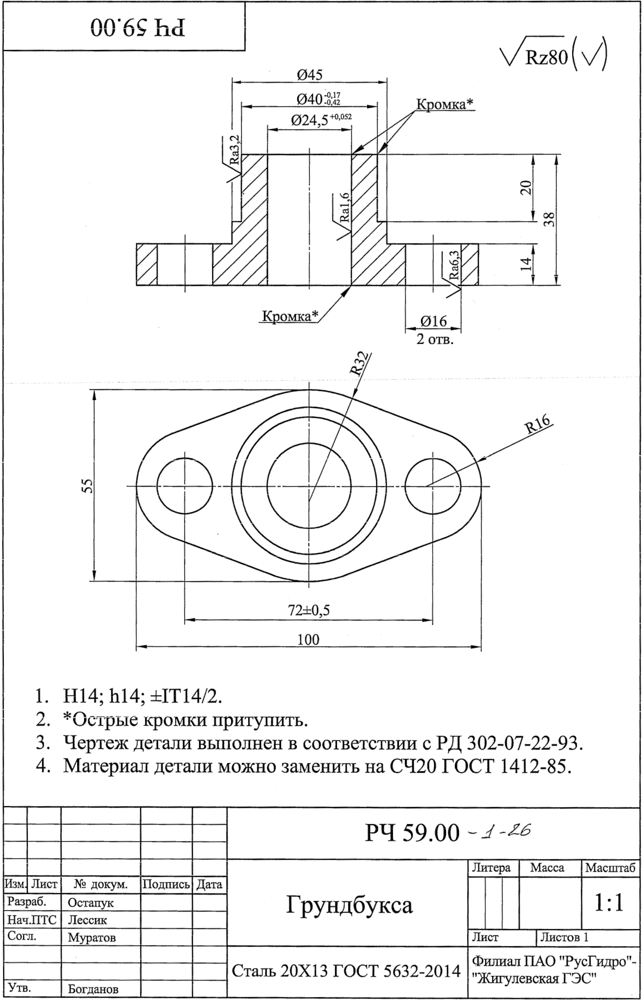 РЧ 59.00
Rz80
Ø45
Ø40 -0,17 -0,42
Кромка*
Ø24,5 +0,052
Ra3,2
Ra1,6
20
38
14
Ra6,3
Кромка*
Ø16
2 отв.
R32
R16
55
72±0,5
100
1. H14; h14; ±IT14/2.
2. *Острые кромки притупить.
3. Чертеж детали выполнен в соответствии с РД 302-07-22-93.
4. Материал детали можно заменить на СЧ20 ГОСТ 1412-85.
РЧ 59.00 -1-26
Литера Масса Масштаб
Изм. Лист № докум. Подпись Дата
Разраб. Остапук
Грундбукса
1:1
Нач.ПТС Лессик
Согл. Муратов
Лист Листов 1
Сталь 20Х13 ГОСТ 5632-2014
Филиал ПАО "РусГидро"-
"Жигулевская ГЭС"
Утв. Богданов